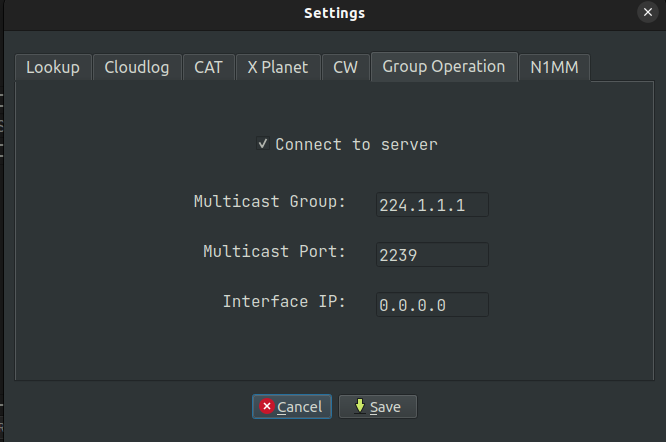 Settings
Lookup Cloudlog CAT X Planet CW Group Operation N1MM
Connect to server
Multicast Group: 224.1.1.1
Multicast Port: 2239
Interface IP: 0.0.0.0
Cancel Save